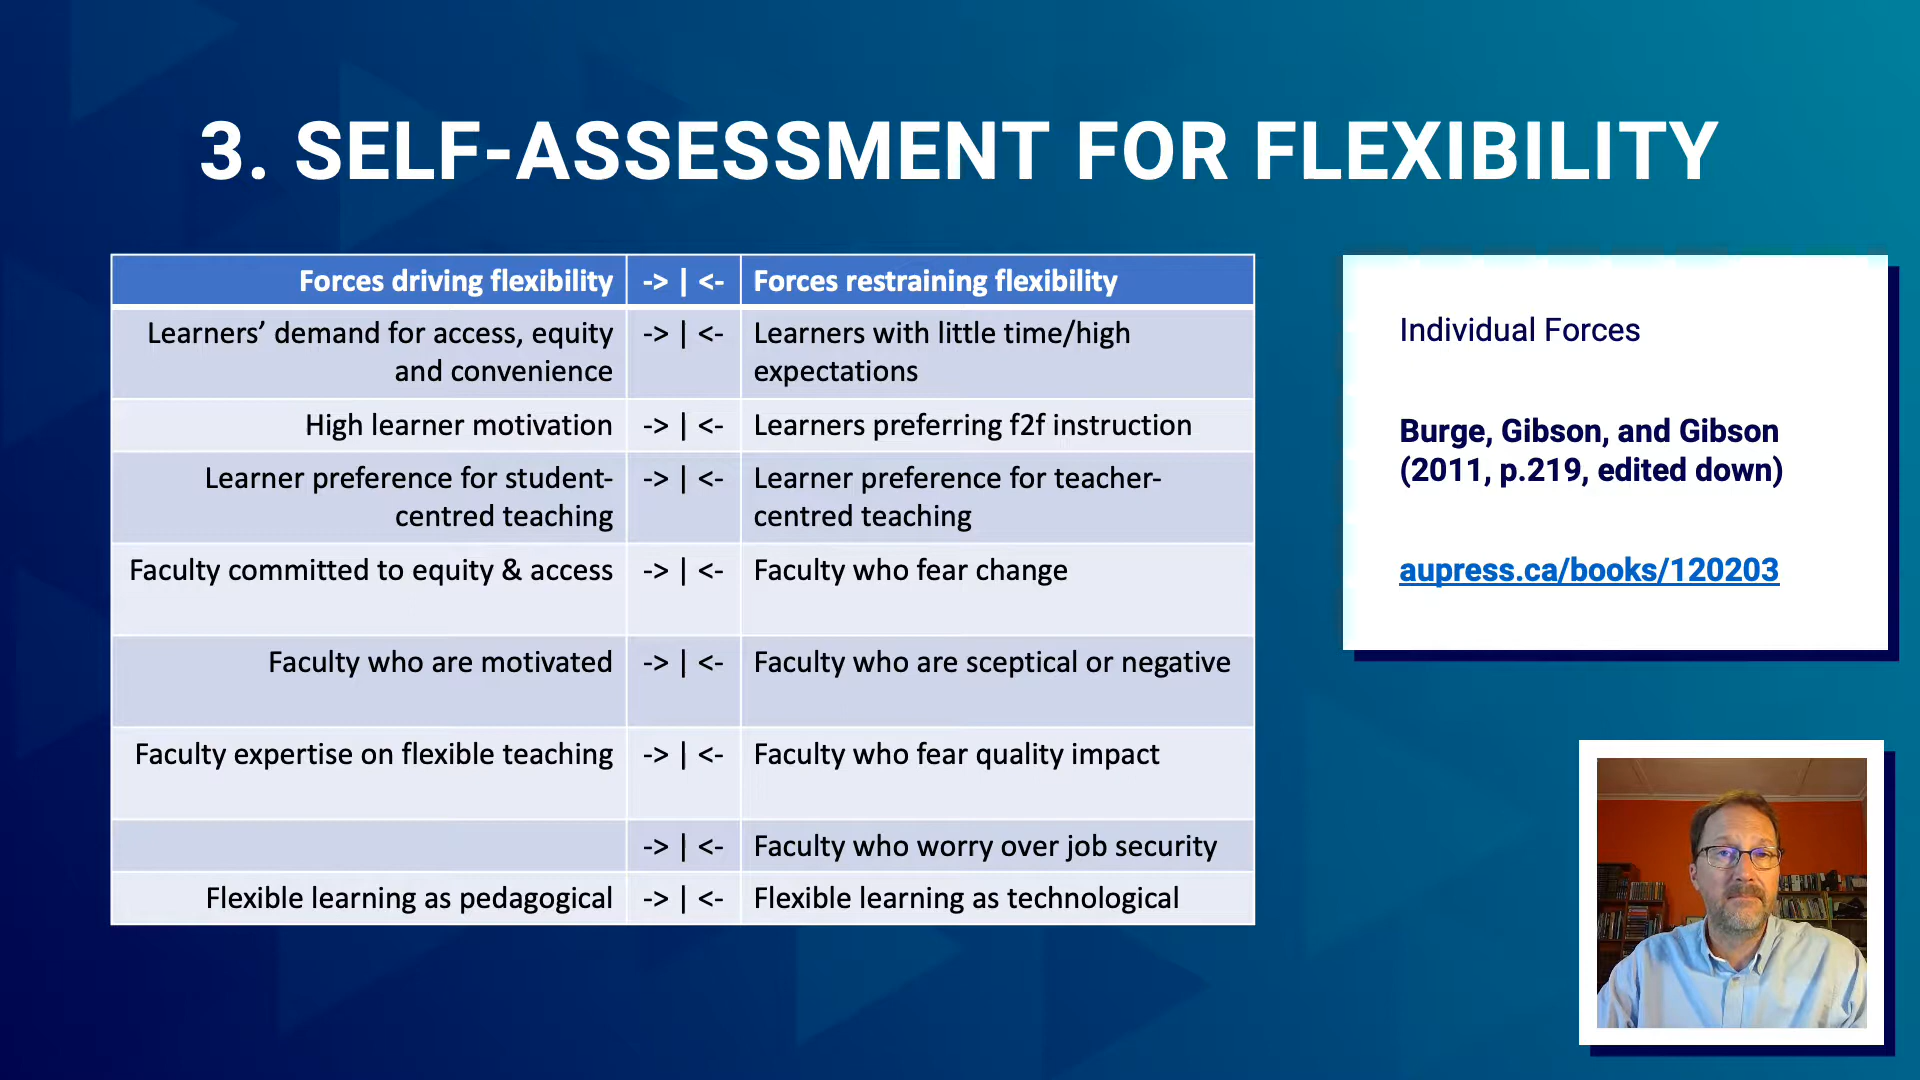 3. SELF-ASSESSMENT FOR FLEXIBILITY
Forces driving flexibility -> | <- Forces restraining flexibility
Learners’ demand for access, equity -> | <- Learners with little time/high
and convenience expectations
High learner motivation -> | <- Learners preferring f2f instruction
Learner preference for student- -> | <- Learner preference for teacher-
centred teaching centred teaching
Faculty committed to equity & access -> | <- Faculty who fear change
Faculty who are motivated -> | <- Faculty who are sceptical or negative
Faculty expertise on flexible teaching -> | <- Faculty who fear quality impact
-> | <- Faculty who worry over job security
Flexible learning as pedagogical -> | <- Flexible learning as technological
Individual Forces
Burge, Gibson, and Gibson
(2011, p.219, edited down)
aupress.ca/books/120203